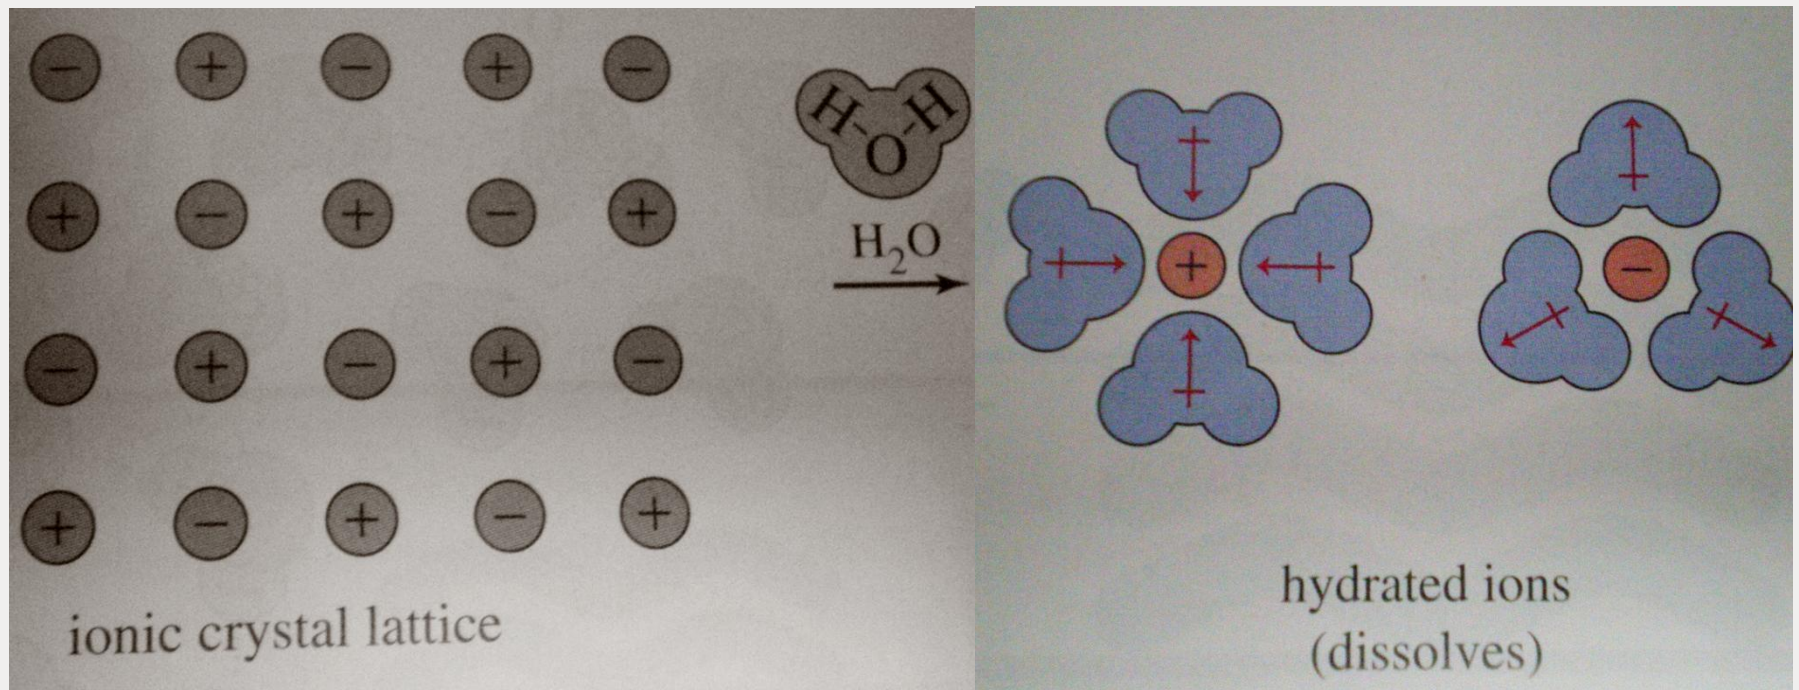 − + − + −
+ − + − +
− + − + −
+ − + − +
ionic crystal lattice
H H
O
H₂O
+
−
hydrated ions
(dissolves)